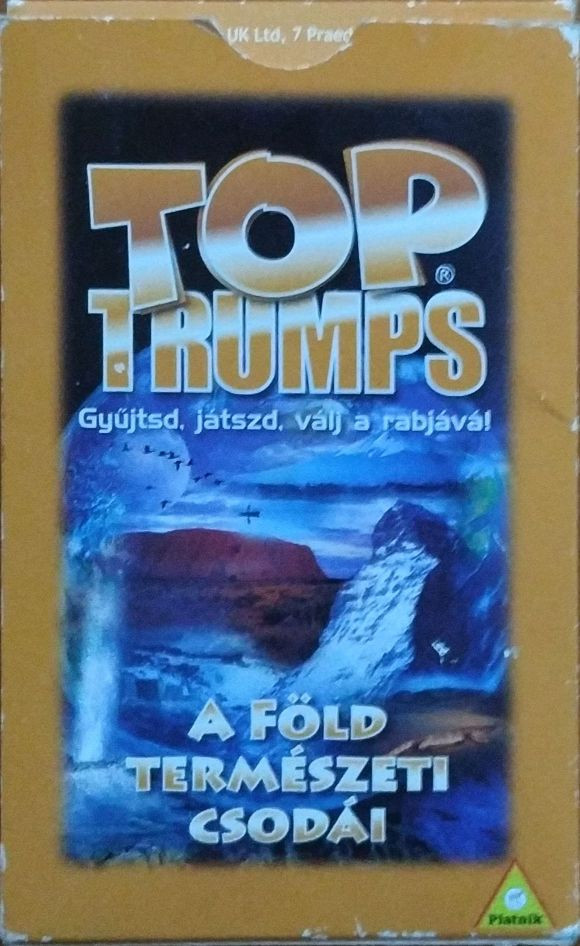 UK Ltd, 7 Praed
TOP
TRUMPS®
Gyűjtsd, játszd, válj a rabjává!
A FÖLD
TERMÉSZETI
CSODÁI
Piatnik